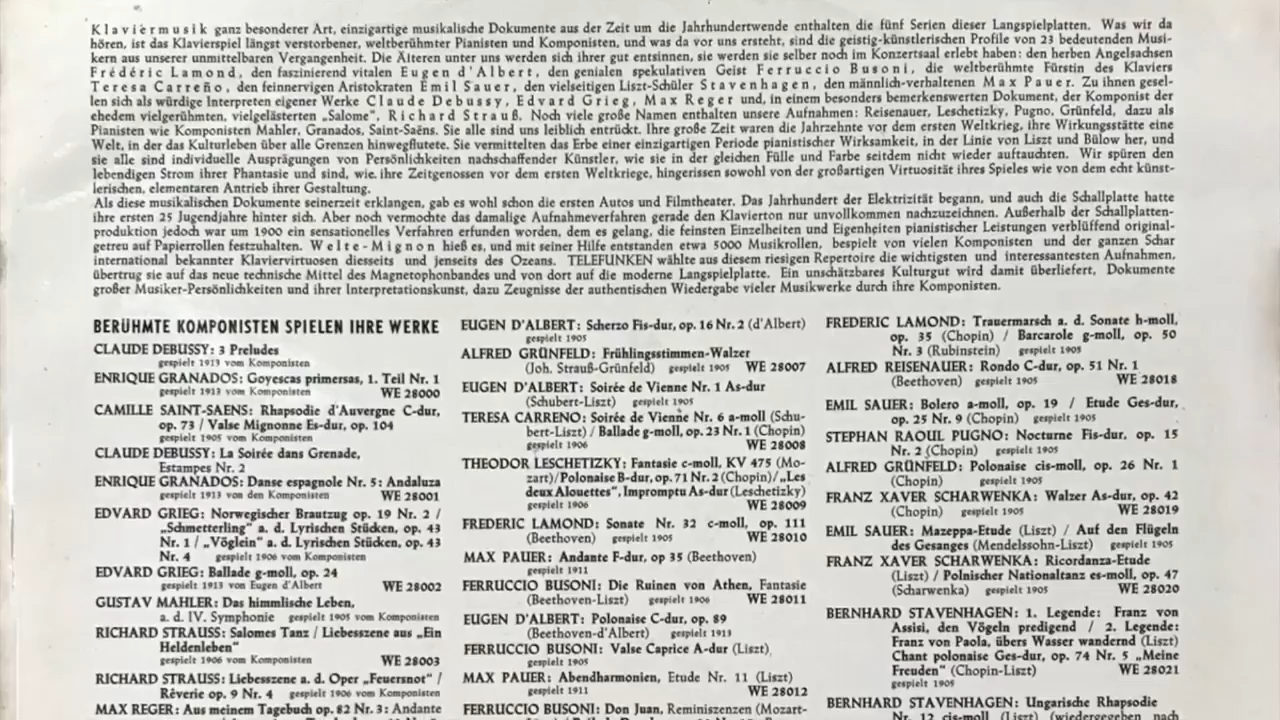 Klaviermusik ganz besonderer Art, einzigartige musikalische Dokumente aus der Zeit um die Jahrhundertwende enthalten die fünf Serien dieser Langspielplatten. Was wir da
hören, ist das Klavierspiel längst verstorbener, weltberühmter Pianisten und Komponisten, und was da vor uns ersteht, sind die geistig-künstlerischen Profile von 23 bedeutenden Musi-
kern aus unserer unmittelbaren Vergangenheit. Die Älteren unter uns werden sich ihrer gut entsinnen, sie werden sie selber noch im Konzertsaal erlebt haben: den herben Angelsachsen
Frédéric Lamond, den faszinierend vitalen Eugen d'Albert, den genialen spekulativen Geist Ferruccio Busoni, die weltberühmte Fürstin des Klaviers
Teresa Carreño, den feinnervigen Aristokraten Emil Sauer, den vielseitigen Liszt-Schüler Stavenhagen, den männlich-verhaltenen Max Pauer. Zu ihnen gesel-
len sich als würdige Interpreten eigener Werke Claude Debussy, Edvard Grieg, Max Reger und, in einem besonders bemerkenswerten Dokument, der Komponist der
ehedem vielgerühmten, vielgelästerten „Salome", Richard Strauß. Noch viele große Namen enthalten unsere Aufnahmen: Reisenauer, Leschetizky, Pugno, Grünfeld, dazu als
Pianisten wie Komponisten Mahler, Granados, Saint-Saëns. Sie alle sind uns leiblich entrückt. Ihre große Zeit waren die Jahrzehnte vor dem ersten Weltkrieg, ihre Wirkungsstätte eine
Welt, in der das Kulturleben über alle Grenzen hinwegflutete. Sie vermittelten das Erbe einer einzigartigen Periode pianistischer Wirksamkeit, in der Linie von Liszt und Bülow her, und
sie alle sind individuelle Ausprägungen von Persönlichkeiten nachschaffender Künstler, wie sie in der gleichen Fülle und Farbe seitdem nicht wieder auftauchten. Wir spüren den
lebendigen Strom ihrer Phantasie und sind, wie ihre Zeitgenossen vor dem ersten Weltkriege, hingerissen sowohl von der großartigen Virtuosität ihres Spieles wie von dem echt künst-
lerischen, elementaren Antrieb ihrer Gestaltung.
Als diese musikalischen Dokumente seinerzeit erklangen, gab es wohl schon die ersten Autos und Filmtheater. Das Jahrhundert der Elektrizität begann, und auch die Schallplatte hatte
ihre ersten 25 Jugendjahre hinter sich. Aber noch vermochte das damalige Aufnahmeverfahren gerade den Klavierton nur unvollkommen nachzuzeichnen. Außerhalb der Schallplatten-
produktion jedoch war um 1900 ein sensationelles Verfahren erfunden worden, dem es gelang, die feinsten Einzelheiten und Eigenheiten pianistischer Leistungen verblüffend original-
getreu auf Papierrollen festzuhalten. Welte-Mignon hieß es, und mit seiner Hilfe entstanden etwa 5000 Musikrollen, bespielt von vielen Komponisten und der ganzen Schar
international bekannter Klaviervirtuosen diesseits und jenseits des Ozeans. TELEFUNKEN wählte aus diesem riesigen Repertoire die wichtigsten und interessantesten Aufnahmen,
übertrug sie auf das neue technische Mittel des Magnetophonbandes und von dort auf die moderne Langspielplatte. Ein unschätzbares Kulturgut wird damit überliefert, Dokumente
großer Musiker-Persönlichkeiten und ihrer Interpretationskunst, dazu Zeugnisse der authentischen Wiedergabe vieler Musikwerke durch ihre Komponisten.
BERÜHMTE KOMPONISTEN SPIELEN IHRE WERKE
CLAUDE DEBUSSY: 3 Preludes
gespielt 1913 vom Komponisten
ENRIQUE GRANADOS: Goyescas primersas, 1. Teil Nr. 1
gespielt 1913 vom Komponisten WE 28000
CAMILLE SAINT-SAENS: Rhapsodie d'Auvergne C-dur,
op. 73 / Valse Mignonne Es-dur, op. 104
gespielt 1905 vom Komponisten
CLAUDE DEBUSSY: La Soirée dans Grenade,
Estampes Nr. 2
ENRIQUE GRANADOS: Danse espagnole Nr. 5: Andaluza
gespielt 1913 von den Komponisten WE 28001
EDVARD GRIEG: Norwegischer Brautzug op. 19 Nr. 2 /
„Schmetterling" a. d. Lyrischen Stücken, op. 43
Nr. 1 / „Vöglein" a. d. Lyrischen Stücken, op. 43
Nr. 4 gespielt 1906 vom Komponisten
EDVARD GRIEG: Ballade g-moll, op. 24
gespielt 1913 von Eugen d'Albert WE 28002
GUSTAV MAHLER: Das himmlische Leben,
a. d. IV. Symphonie gespielt 1905 vom Komponisten
RICHARD STRAUSS: Salomes Tanz / Liebesszene aus „Ein
Heldenleben"
gespielt 1906 vom Komponisten WE 28003
RICHARD STRAUSS: Liebesszene a. d. Oper „Feuersnot" /
Rêverie op. 9 Nr. 4 gespielt 1906 vom Komponisten
MAX REGER: Aus meinem Tagebuch op. 82 Nr. 3: Andante
EUGEN D'ALBERT: Scherzo Fis-dur, op. 16 Nr. 2 (d'Albert)
gespielt 1905
ALFRED GRÜNFELD: Frühlingsstimmen-Walzer
(Joh. Strauß-Grünfeld) gespielt 1905 WE 28007
EUGEN D'ALBERT: Soirée de Vienne Nr. 1 As-dur
(Schubert-Liszt) gespielt 1905
TERESA CARRENO: Soirée de Vienne Nr. 6 a-moll (Schu-
bert-Liszt) / Ballade g-moll, op. 23 Nr. 1 (Chopin)
gespielt 1906 WE 28008
THEODOR LESCHETIZKY: Fantasie c-moll, KV 475 (Mo-
zart)/Polonaise B-dur, op. 71 Nr. 2 (Chopin)/„Les
deux Alouettes", Impromptu As-dur (Leschetizky)
gespielt 1906 WE 28009
FREDERIC LAMOND: Sonate Nr. 32 c-moll, op. 111
(Beethoven) gespielt 1905 WE 28010
MAX PAUER: Andante F-dur, op 35 (Beethoven)
gespielt 1911
FERRUCCIO BUSONI: Die Ruinen von Athen, Fantasie
(Beethoven-Liszt) gespielt 1906 WE 28011
EUGEN D'ALBERT: Polonaise C-dur, op. 89
(Beethoven-d'Albert) gespielt 1913
FERRUCCIO BUSONI: Valse Caprice A-dur (Liszt)
gespielt 1905
MAX PAUER: Abendharmonien, Etude Nr. 11 (Liszt)
gespielt 1911 WE 28012
FERRUCCIO BUSONI: Don Juan, Reminiszenzen (Mozart-
FREDERIC LAMOND: Trauermarsch a. d. Sonate h-moll,
op. 35 (Chopin) / Barcarole g-moll, op. 50
Nr. 3 (Rubinstein) gespielt 1905
ALFRED REISENAUER: Rondo C-dur, op. 51 Nr. 1
(Beethoven) gespielt 1905 WE 28018
EMIL SAUER: Bolero a-moll, op. 19 / Etude Ges-dur,
op. 25 Nr. 9 (Chopin) gespielt 1905
STEPHAN RAOUL PUGNO: Nocturne Fis-dur, op. 15
Nr. 2 (Chopin) gespielt 1905
ALFRED GRÜNFELD: Polonaise cis-moll, op. 26 Nr. 1
(Chopin) gespielt 1905
FRANZ XAVER SCHARWENKA: Walzer As-dur, op. 42
(Chopin) gespielt 1905 WE 28019
EMIL SAUER: Mazeppa-Etude (Liszt) / Auf den Flügeln
des Gesanges (Mendelssohn-Liszt) gespielt 1905
FRANZ XAVER SCHARWENKA: Ricordanza-Etude
(Liszt) / Polnischer Nationaltanz es-moll, op. 47
(Scharwenka) gespielt 1905 WE 28020
BERNHARD STAVENHAGEN: 1. Legende: Franz von
Assisi, den Vögeln predigend / 2. Legende:
Franz von Paola, übers Wasser wandernd (Liszt)
Chant polonaise Ges-dur, op. 74 Nr. 5 „Meine
Freuden" (Chopin-Liszt) WE 28021
gespielt 1905
BERNHARD STAVENHAGEN: Ungarische Rhapsodie
Nr. 12 cis-moll (Liszt) (wiedergegeben nach